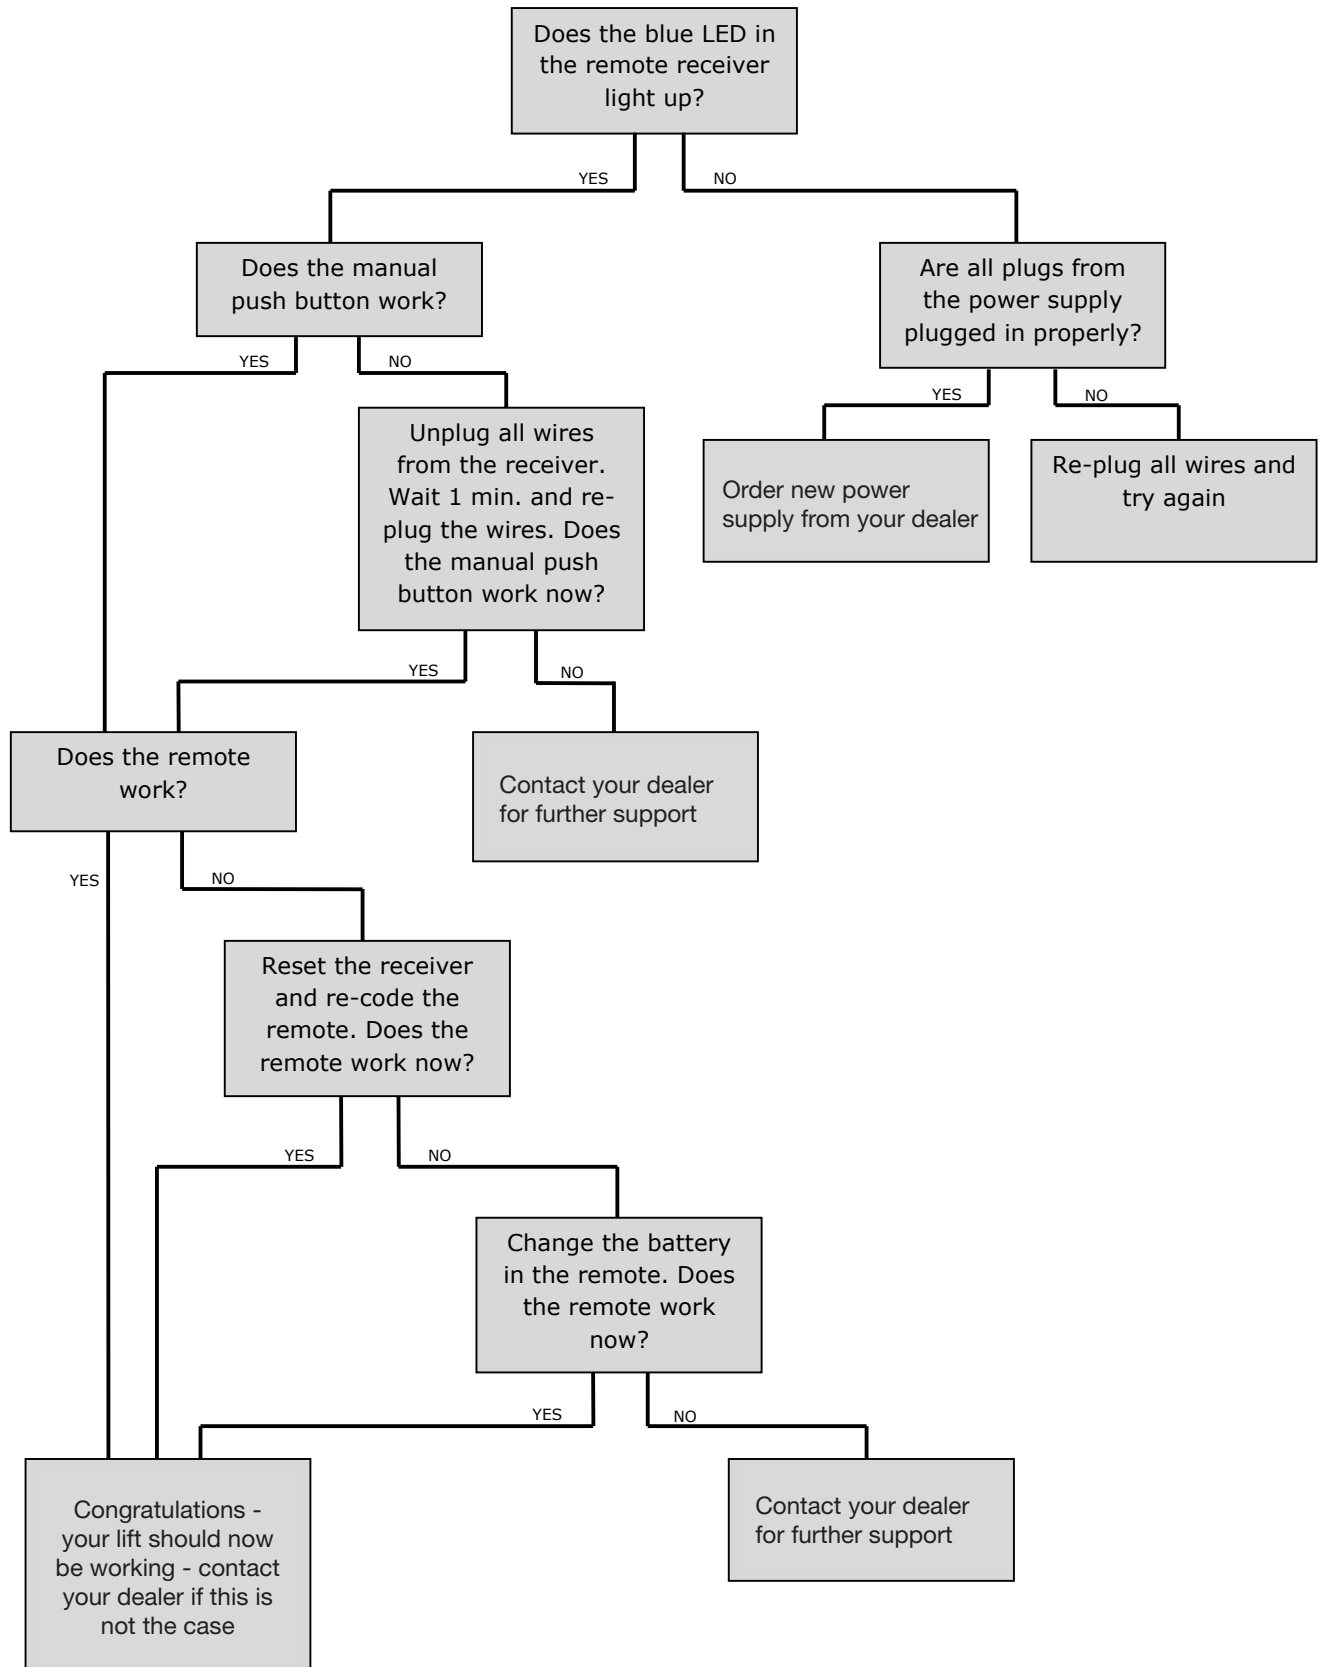 Does the blue LED in
the remote receiver
light up?
YES
NO
Does the manual
push button work?
Are all plugs from
the power supply
plugged in properly?
YES
NO
YES
NO
Unplug all wires
from the receiver.
Wait 1 min. and re-
plug the wires. Does
the manual push
button work now?
Order new power
supply from your dealer
Re-plug all wires and
try again
YES
NO
Does the remote
work?
Contact your dealer
for further support
YES
NO
Reset the receiver
and re-code the
remote. Does the
remote work now?
YES
NO
Change the battery
in the remote. Does
the remote work
now?
YES
NO
Congratulations -
your lift should now
be working - contact
your dealer if this is
not the case
Contact your dealer
for further support